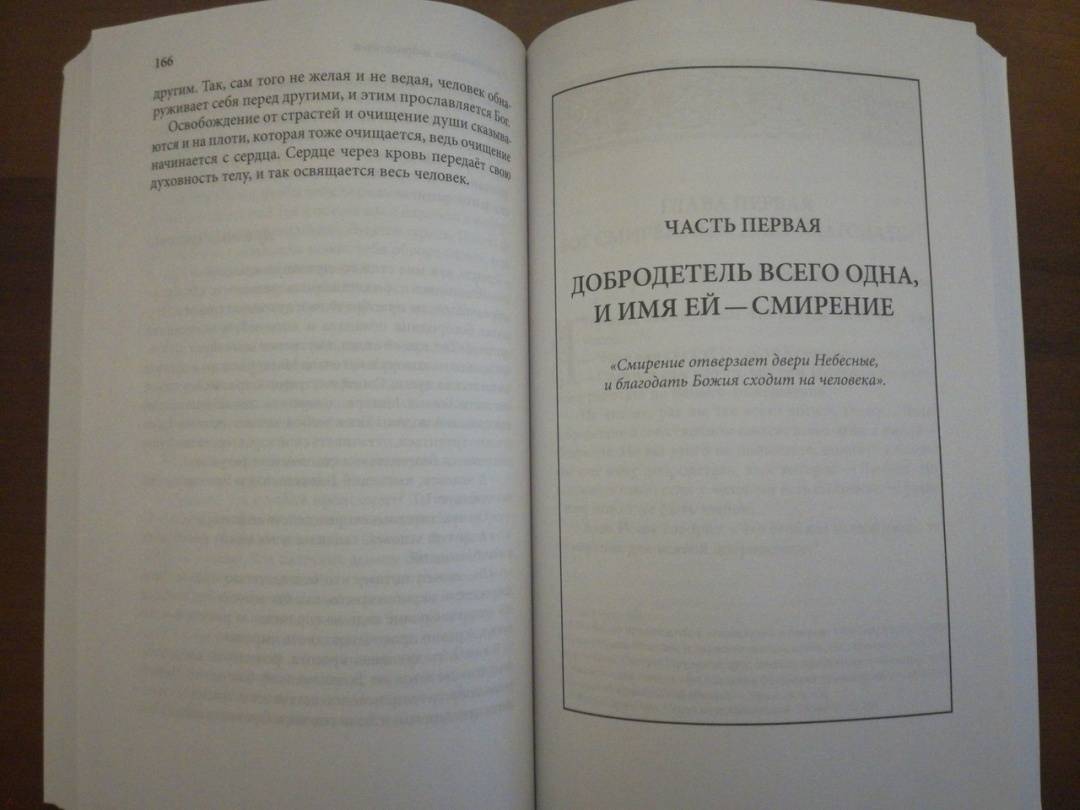 166
другим. Так, сам того не желая и не ведая, человек обна-
руживает себя перед другими, и этим прославляется Бог.
Освобождение от страстей и очищение души сказыва-
ются и на плоти, которая тоже очищается, ведь очищение
начинается с сердца. Сердце через кровь передаёт свою
духовность телу, и так освящается весь человек.
ЧАСТЬ ПЕРВАЯ
ДОБРОДЕТЕЛЬ ВСЕГО ОДНА,
И ИМЯ ЕЙ — СМИРЕНИЕ
«Смирение отверзает двери Небесные,
и благодать Божия сходит на человека».